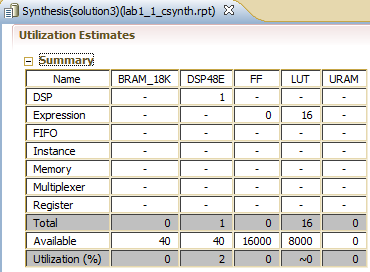 Synthesis(solution3)(lab1_1_csynth.rpt)
Utilization Estimates
Summary
Name BRAM_18K DSP48E FF LUT URAM
DSP - 1 - - -
Expression - - 0 16 -
FIFO - - - - -
Instance - - - - -
Memory - - - - -
Multiplexer - - - - -
Register - - - - -
Total 0 1 0 16 0
Available 40 40 16000 8000 0
Utilization (%) 0 2 0 ~0 0